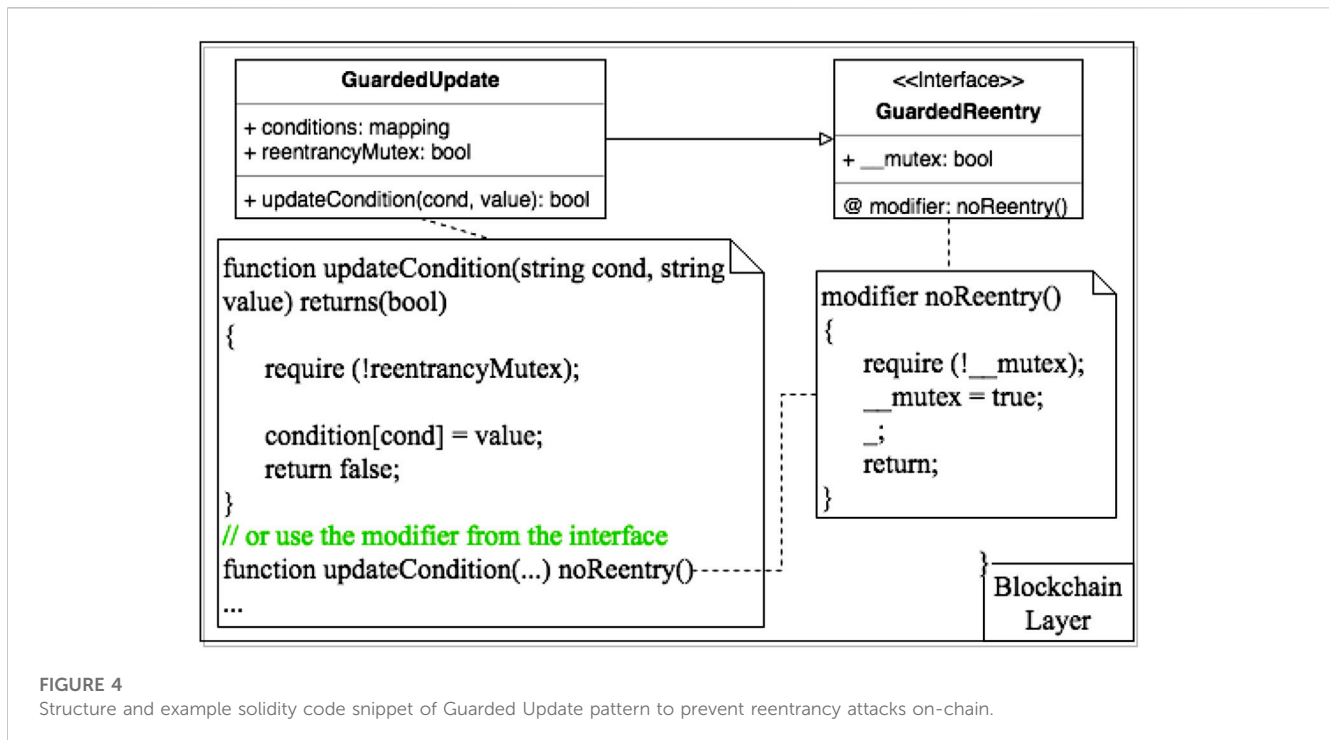 GuardedUpdate
+ conditions: mapping
+ reentrancyMutex: bool
+ updateCondition(cond, value): bool
<<Interface>>
GuardedReentry
+ __mutex: bool
@ modifier: noReentry()
function updateCondition(string cond, string
value) returns(bool)
{
require (!reentrancyMutex);
condition[cond] = value;
return false;
}
// or use the modifier from the interface
function updateCondition(...) noReentry()
...
modifier noReentry()
{
require (!__mutex);
__mutex = true;
_;
return;
}
}
Blockchain
Layer
FIGURE 4
Structure and example solidity code snippet of Guarded Update pattern to prevent reentrancy attacks on-chain.